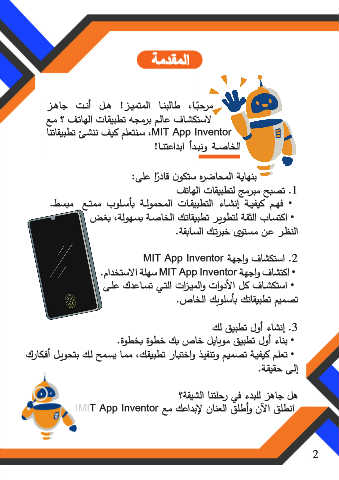 المقدمة
مرحبًا، طالبنا المتميز! هل أنت جاهز
لاستكشاف عالم برمجه تطبيقات الهاتف ؟ مع
MIT App Inventor، سنتعلم كيف ننشئ تطبيقاتنا
الخاصة ونبدأ ابداعتنا!
بنهاية المحاضره ستكون قادرًا على:
1. تصبح مبرمج لتطبيقات الهاتف
• فهم كيفية إنشاء التطبيقات المحمولة بأسلوب ممتع مبسط.
• اكتساب الثقة لتطوير تطبيقاتك الخاصة بسهولة، بغض
النظر عن مستوى خبرتك السابقة.
2. استكشاف واجهة MIT App Inventor
• اكتشاف واجهة MIT App Inventor سهلة الاستخدام.
• استكشاف كل الأدوات والميزات التي تساعدك على
تصميم تطبيقاتك بأسلوبك الخاص.
3. إنشاء أول تطبيق لك
• بناء أول تطبيق موبايل خاص بك خطوة بخطوة.
• تعلم كيفية تصميم وتنفيذ واختبار تطبيقك، مما يسمح لك بتحويل أفكارك
إلى حقيقة.
هل جاهز للبدء في رحلتنا الشيقة؟
انطلق الآن وأطلق العنان لإبداعك مع MIT App Inventor!
2